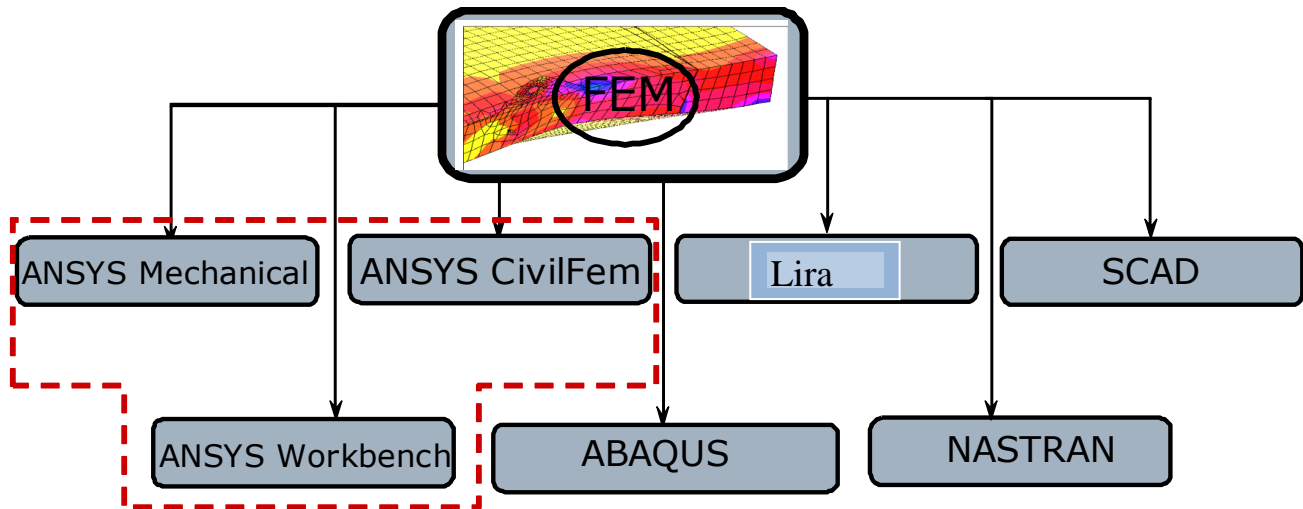 FEM
ANSYS Mechanical
ANSYS CivilFem
Lira
SCAD
ANSYS Workbench
ABAQUS
NASTRAN